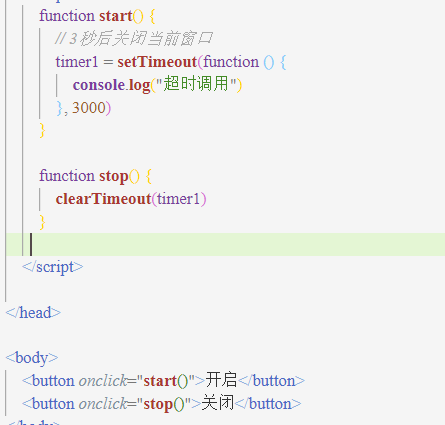 function start() {
// 3秒后关闭当前窗口
timer1 = setTimeout(function () {
console.log("超时调用")
}, 3000)
}
function stop() {
clearTimeout(timer1)
}
</script>
</head>
<body>
<button onclick="start()">开启</button>
<button onclick="stop()">关闭</button>